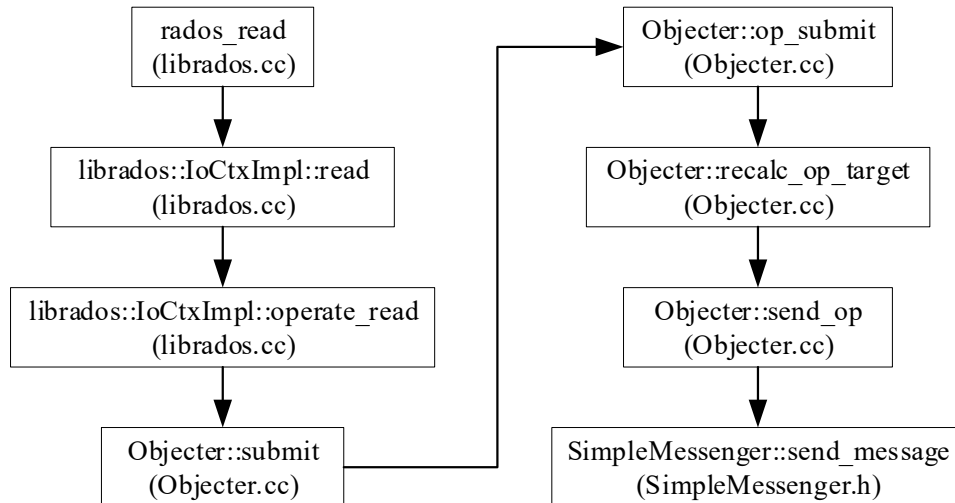 rados_read
(librados.cc)
librados::IoCtxImpl::read
(librados.cc)
librados::IoCtxImpl::operate_read
(librados.cc)
Objecter::submit
(Objecter.cc)
Objecter::op_submit
(Objecter.cc)
Objecter::recalc_op_target
(Objecter.cc)
Objecter::send_op
(Objecter.cc)
SimpleMessenger::send_message
(SimpleMessenger.h)